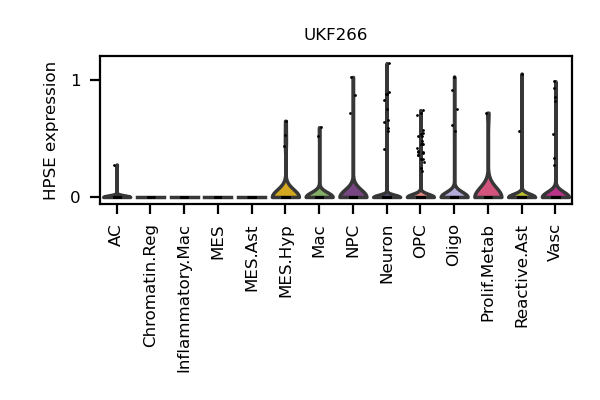 UKF266
HPSE expression
1
0
AC
Chromatin.Reg
Inflammatory.Mac
MES
MES.Ast
MES.Hyp
Mac
NPC
Neuron
OPC
Oligo
Prolif.Metab
Reactive.Ast
Vasc